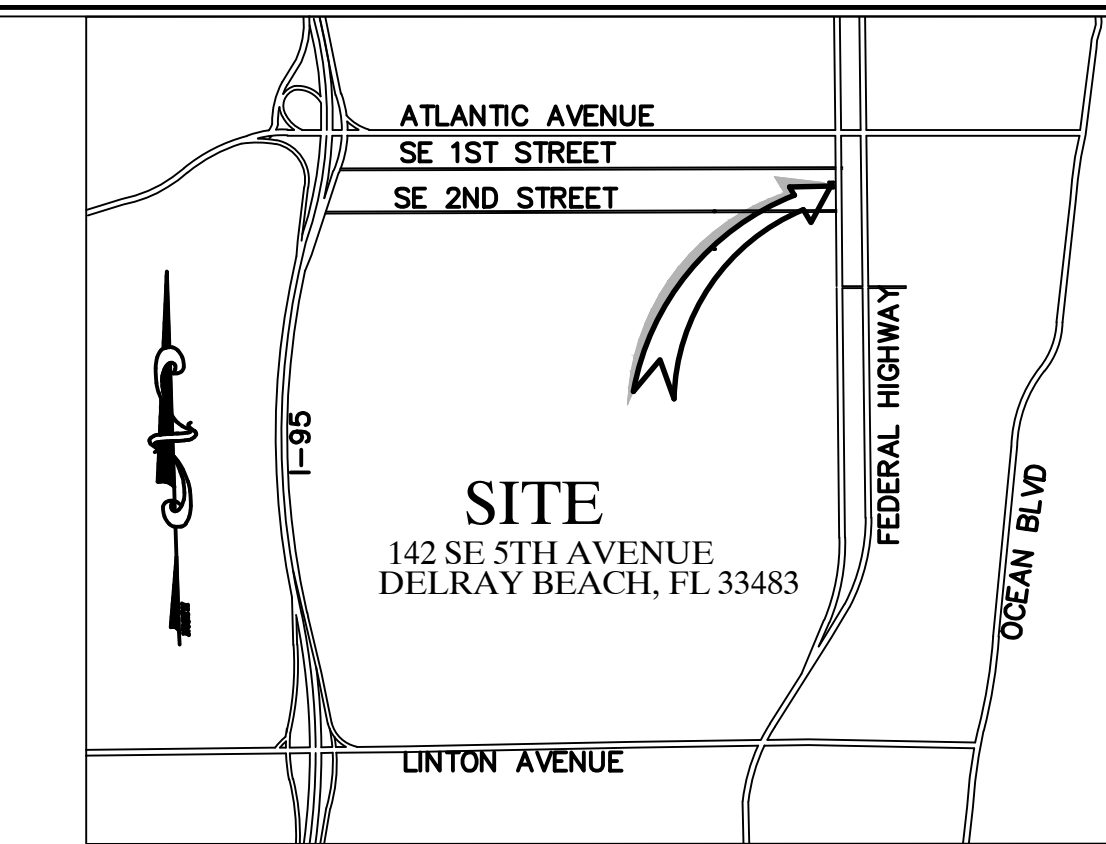 ATLANTIC AVENUE
SE 1ST STREET
SE 2ND STREET
FEDERAL HIGHWAY
I-95
OCEAN BLVD
SITE
142 SE 5TH AVENUE
DELRAY BEACH, FL 33483
LINTON AVENUE